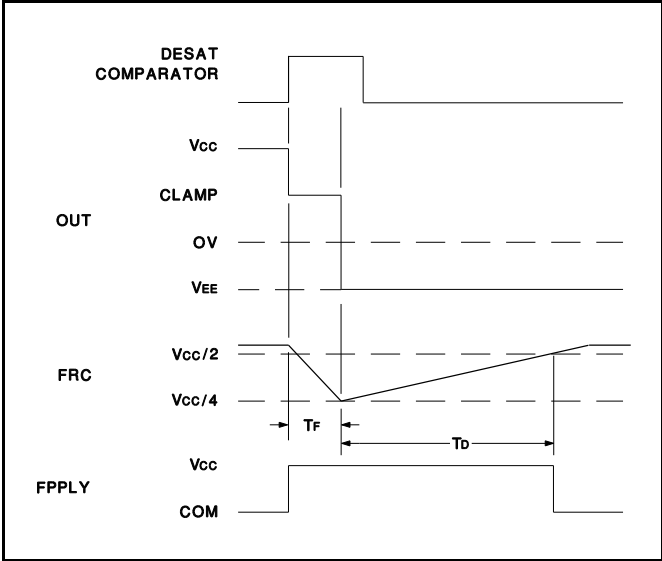 DESAT
COMPARATOR
VCC
CLAMP
OUT
OV
VEE
VCC/2
FRC
VCC/4
TF
TD
VCC
FPPLY
COM